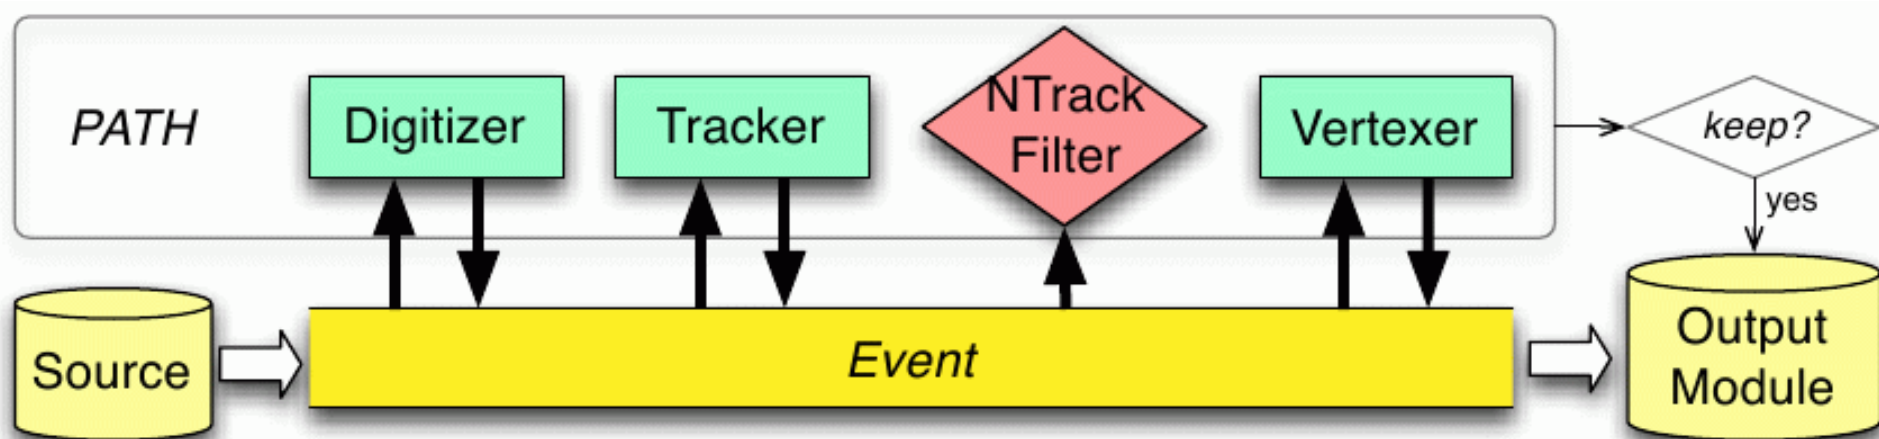 PATH
Digitizer
Tracker
NTrack
Filter
Vertexer
keep?
yes
Source
Event
Output
Module